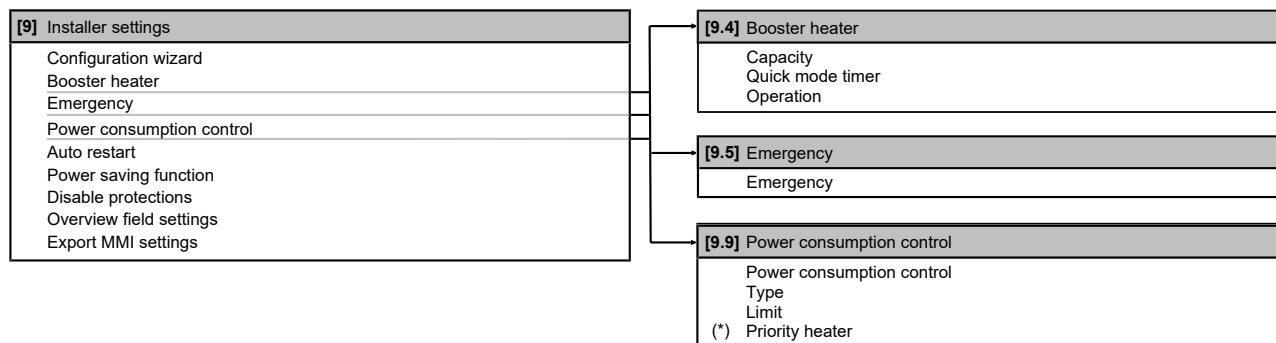 [9] Installer settings
Configuration wizard
Booster heater
Emergency
Power consumption control
Auto restart
Power saving function
Disable protections
Overview field settings
Export MMI settings
[9.4] Booster heater
Capacity
Quick mode timer
Operation
[9.5] Emergency
Emergency
[9.9] Power consumption control
Power consumption control
Type
Limit
(*) Priority heater